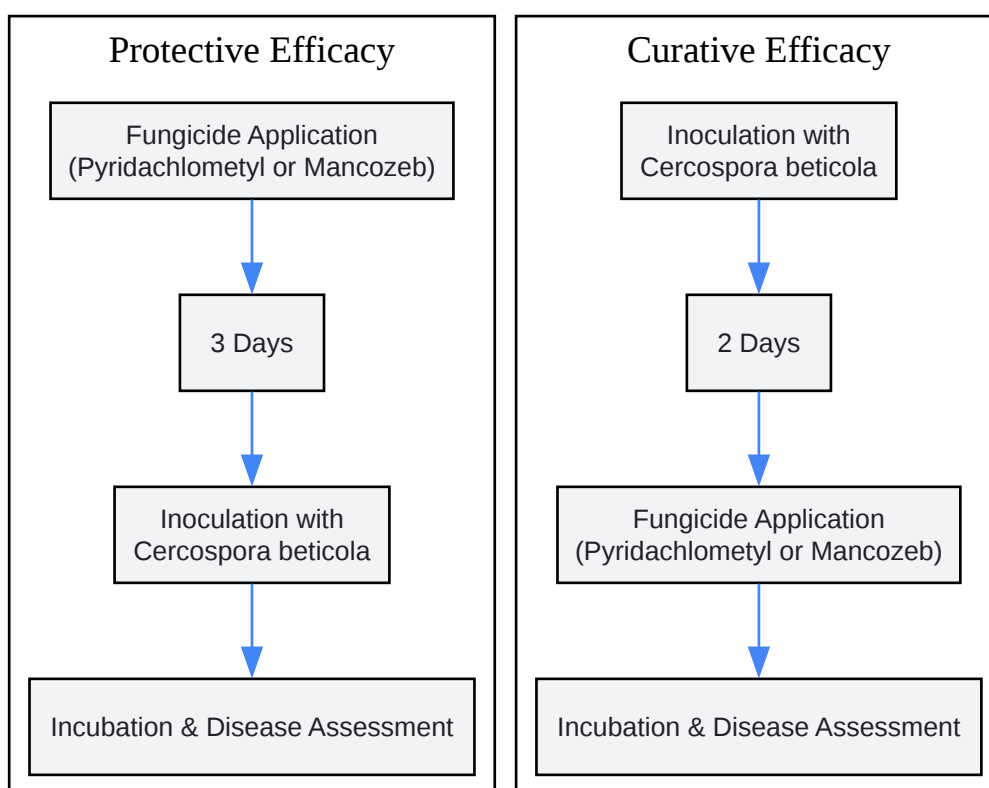 Protective Efficacy
Fungicide Application
(Pyridachlometyl or Mancozeb)
3 Days
Inoculation with
Cercospora beticola
Incubation & Disease Assessment
Curative Efficacy
Inoculation with
Cercospora beticola
2 Days
Fungicide Application
(Pyridachlometyl or Mancozeb)
Incubation & Disease Assessment